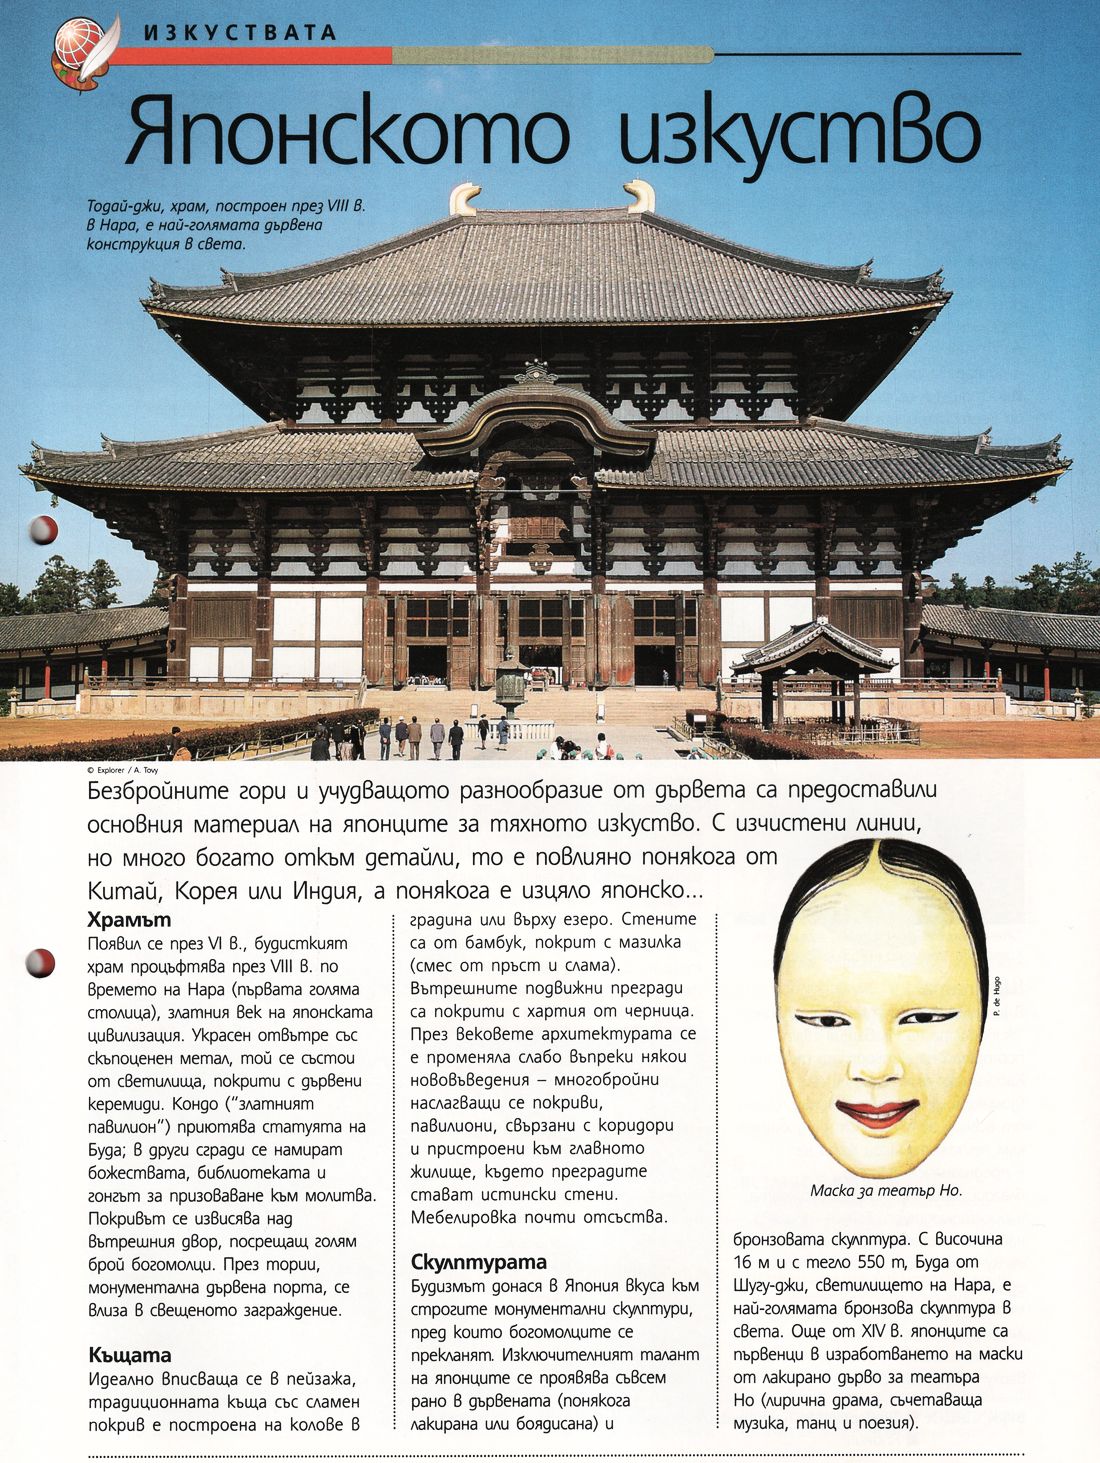 ИЗКУСТВАТА
Японското изкуство
Тодай-джи, храм, построен през VIII в.
в Нара, е най-голямата дървена
конструкция в света.
© Explorer / A. Tovy
Безбройните гори и учудващото разнообразие от дървета са предоставили
основния материал на японците за тяхното изкуство. С изчистени линии,
но много богато откъм детайли, то е повлияно понякога от
Китай, Корея или Индия, а понякога е изцяло японско...
Храмът
Появил се през VI в., будисткият
храм процъфтява през VIII в. по
времето на Нара (първата голяма
столица), златния век на японската
цивилизация. Украсен отвътре със
скъпоценен метал, той се състои
от светилища, покрити с дървени
керемиди. Кондо (“златният
павилион”) приютява статуята на
Буда; в други сгради се намират
божествата, библиотеката и
гонгът за призоваване към молитва.
Покривът се извисява над
вътрешния двор, посрещащ голям
брой богомолци. През тории,
монументална дървена порта, се
влиза в свещеното заграждение.
Къщата
Идеално вписваща се в пейзажа,
традиционната къща със сламен
покрив е построена на колове в
градина или върху езеро. Стените
са от бамбук, покрит с мазилка
(смес от пръст и слама).
Вътрешните подвижни прегради
са покрити с хартия от черница.
През вековете архитектурата се
е променяла слабо въпреки някои
нововъведения – многобройни
наслагващи се покриви,
павилиони, свързани с коридори
и пристроени към главното
жилище, където преградите
стават истински стени.
Мебелировка почти отсъства.
Скулптурата
Будизмът донася в Япония вкуса към
строгите монументални скулптури,
пред които богомолците се
прекланят. Изключителният талант
на японците се проявява съвсем
рано в дървената (понякога
лакирана или боядисана) и
P. de Hugo
Маска за театър Но.
бронзовата скулптура. С височина
16 м и с тегло 550 т, Буда от
Шугу-джи, светилището на Нара, е
най-голямата бронзова скулптура в
света. Още от XIV в. японците са
първенци в изработването на маски
от лакирано дърво за театъра
Но (лирична драма, съчетаваща
музика, танц и поезия).